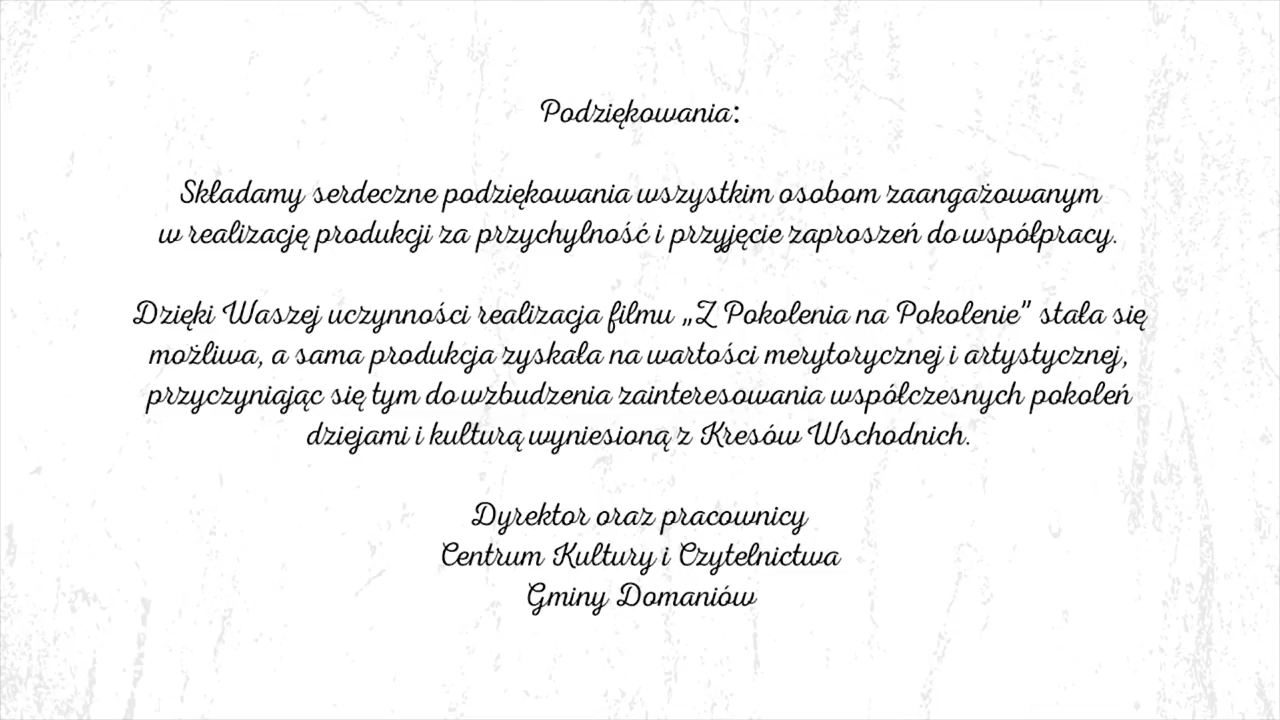 Podziękowania:
Składamy serdeczne podziękowania wszystkim osobom zaangażowanym
w realizację produkcji za przychylność i przyjęcie zaproszeń do współpracy.
Dzięki Waszej uczynności realizacja filmu „Z Pokolenia na Pokolenie” stała się
możliwa, a sama produkcja zyskała na wartości merytorycznej i artystycznej,
przyczyniając się tym do wzbudzenia zainteresowania współczesnych pokoleń
dziejami i kulturą wyniesioną z Kresów Wschodnich.
Dyrektor oraz pracownicy
Centrum Kultury i Czytelnictwa
Gminy Domaniów